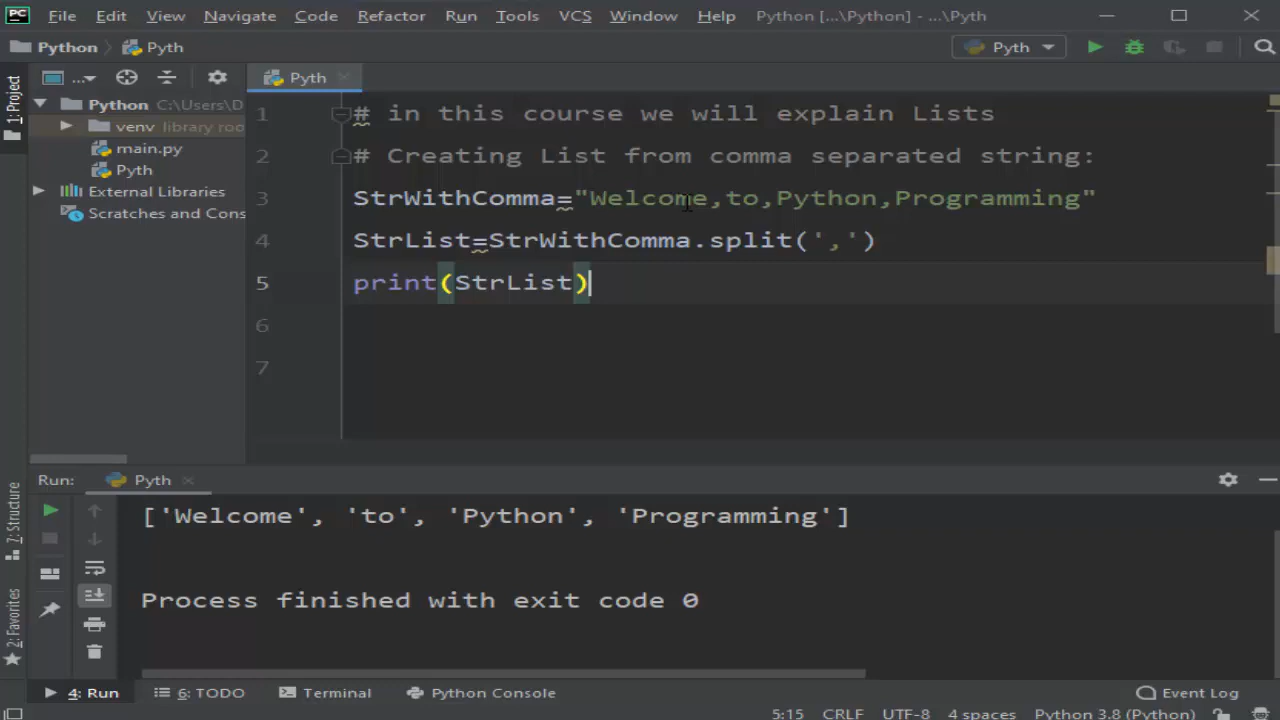 PC File Edit View Navigate Code Refactor Run Tools VCS Window Help Python [...\Python] - ...\Pyth
Python Pyth Pyth
1: Project ... Pyth
Python C:\Users\D
venv library roo
main.py
Pyth
External Libraries
Scratches and Cons
1 # in this course we will explain Lists
2 # Creating List from comma separated string:
3 StrWithComma="Welcome,to,Python,Programming"
4 StrList=StrWithComma.split(',')
5 print(StrList)
6
7
Run: Pyth
['Welcome', 'to', 'Python', 'Programming']
Process finished with exit code 0
7: Structure
2: Favorites
4: Run 6: TODO Terminal Python Console Event Log
5:15 CRLF UTF-8 4 spaces Python 3.8 (Python)